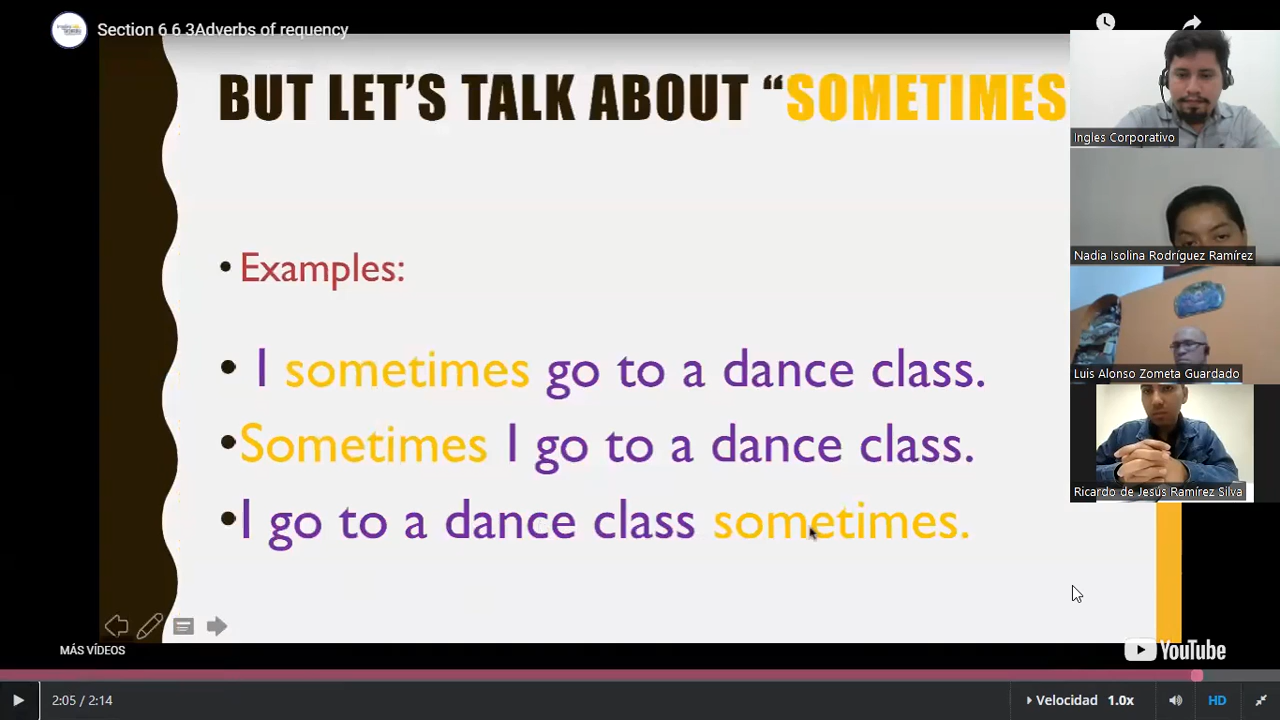 Section 6 6 3Adverbs of requency
BUT LET'S TALK ABOUT "SOMETIMES
Ingles Corporativo
Nadia Isolina Rodríguez Ramírez
Luis Alonso Zometa Guardado
Ricardo de Jesús Ramírez Silva
•Examples:
• I sometimes go to a dance class.
•Sometimes I go to a dance class.
•I go to a dance class sometimes.
MÁS VÍDEOS
YouTube
2:05 / 2:14
Velocidad 1.0x
HD